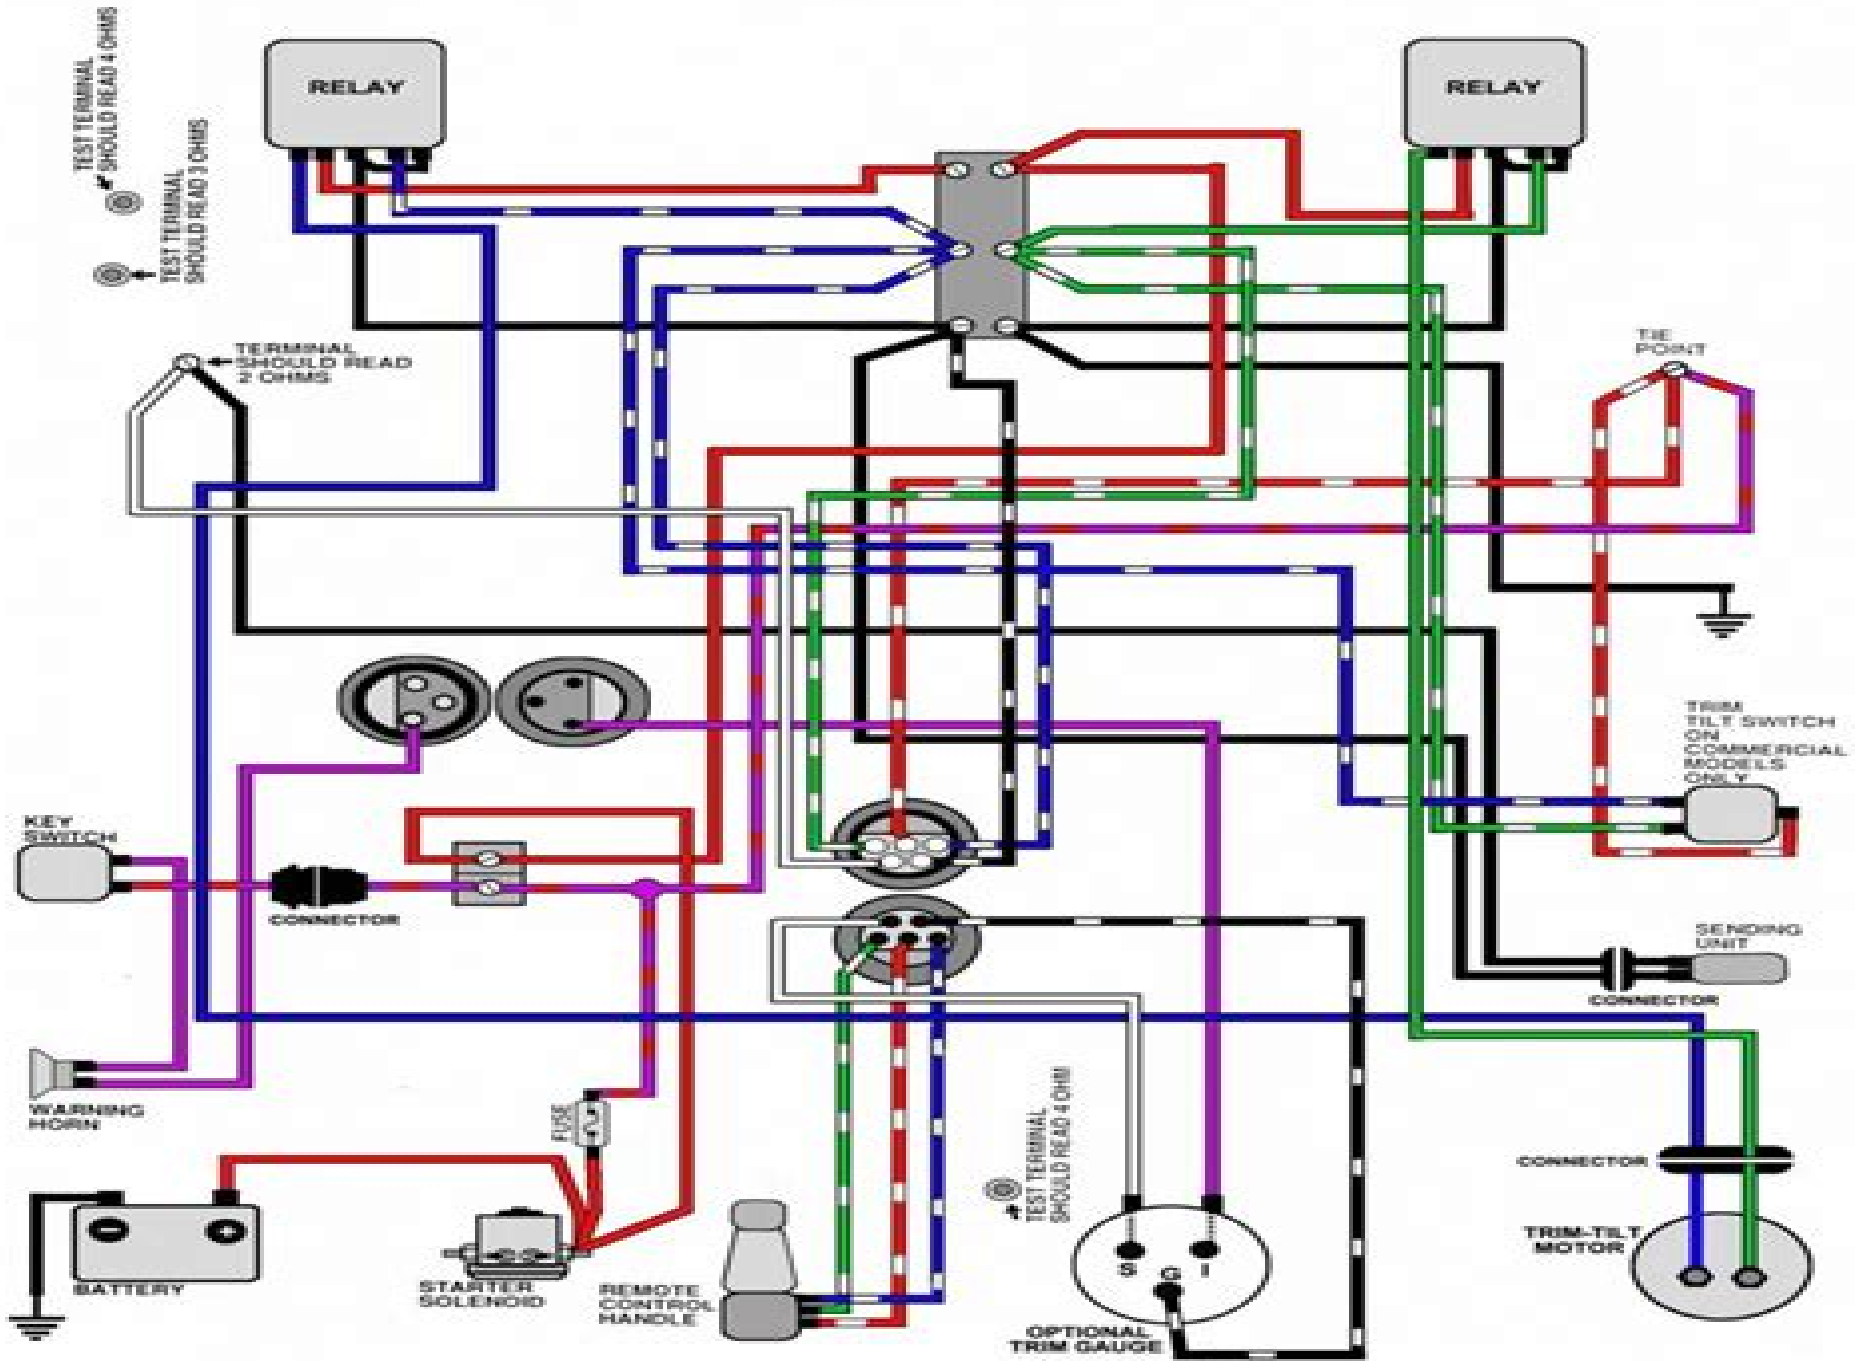 TEST TERMINAL
SHOULD READ 4 OHMS
TEST TERMINAL
SHOULD READ 3 OHMS
RELAY
RELAY
TERMINAL
SHOULD READ
2 OHMS
TIE
POINT
TRIM
TILT SWITCH
ON
COMMERCIAL
MODELS
ONLY
KEY
SWITCH
CONNECTOR
SENDING
UNIT
CONNECTOR
WARNING
HORN
FUSE
TEST TERMINAL
SHOULD READ 4 OHM
CONNECTOR
BATTERY
STARTER
SOLENOID
REMOTE
CONTROL
HANDLE
S
G
I
OPTIONAL
TRIM GAUGE
TRIM-TILT
MOTOR